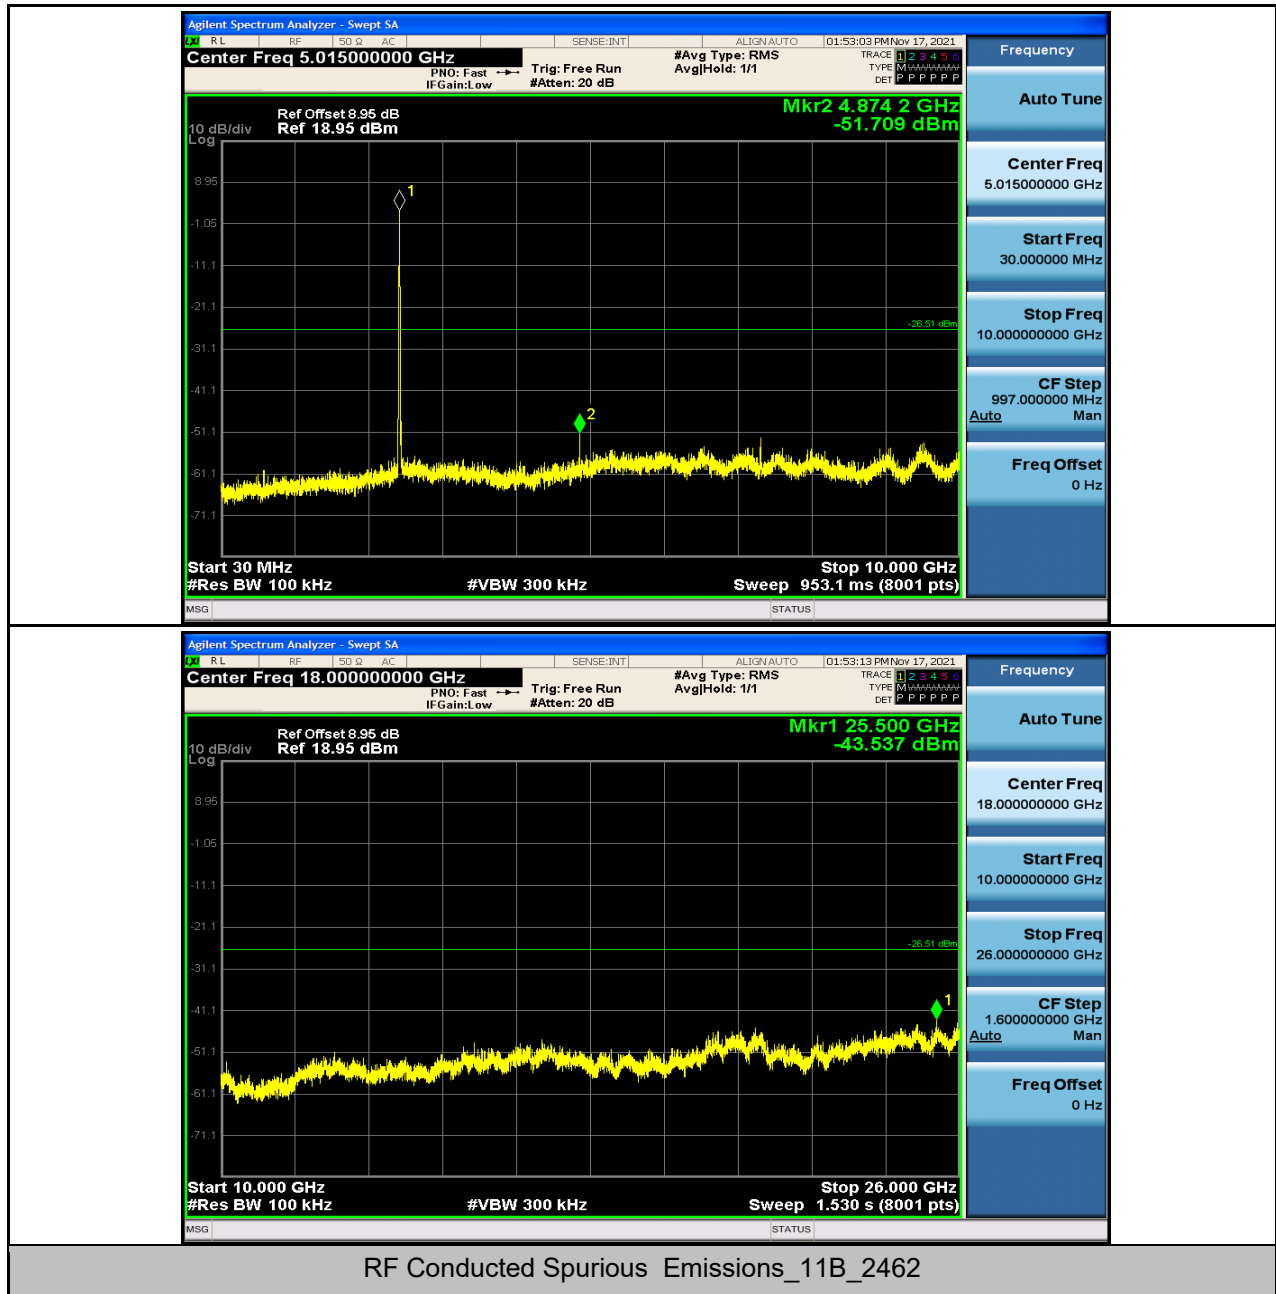 Agilent Spectrum Analyzer - Swept SA
LXI RL RF 50 Ω AC SENSE:INT ALIGN AUTO 01:53:03 PM Nov 17, 2021
Center Freq 5.015000000 GHz
#Avg Type: RMS
TRACE 1 2 3 4 5 6
PNO: Fast
Trig: Free Run
Avg|Hold: 1/1
TYPE M
IFGain:Low
#Atten: 20 dB
DET P P P P P P
Mkr2 4.874 2 GHz
-51.709 dBm
Ref Offset 8.95 dB
10 dB/div Ref 18.95 dBm
Log
8.95
-1.05
-11.1
-21.1
-31.1
-41.1
-51.1
-61.1
-71.1
1
-26.51 dBm
2
Start 30 MHz
Stop 10.000 GHz
#Res BW 100 kHz
#VBW 300 kHz
Sweep 953.1 ms (8001 pts)
MSG
STATUS
Frequency
Auto Tune
Center Freq
5.015000000 GHz
Start Freq
30.000000 MHz
Stop Freq
10.000000000 GHz
CF Step
997.000000 MHz
Auto Man
Freq Offset
0 Hz
Agilent Spectrum Analyzer - Swept SA
LXI RL RF 50 Ω AC SENSE:INT ALIGN AUTO 01:53:13 PM Nov 17, 2021
Center Freq 18.000000000 GHz
#Avg Type: RMS
TRACE 1 2 3 4 5 6
PNO: Fast
Trig: Free Run
Avg|Hold: 1/1
TYPE M
IFGain:Low
#Atten: 20 dB
DET P P P P P P
Mkr1 25.500 GHz
-43.537 dBm
Ref Offset 8.95 dB
10 dB/div Ref 18.95 dBm
Log
8.95
-1.05
-11.1
-21.1
-31.1
-41.1
-51.1
-61.1
-71.1
-26.51 dBm
1
Start 10.000 GHz
Stop 26.000 GHz
#Res BW 100 kHz
#VBW 300 kHz
Sweep 1.530 s (8001 pts)
MSG
STATUS
Frequency
Auto Tune
Center Freq
18.000000000 GHz
Start Freq
10.000000000 GHz
Stop Freq
26.000000000 GHz
CF Step
1.600000000 GHz
Auto Man
Freq Offset
0 Hz
RF Conducted Spurious Emissions_11B_2462